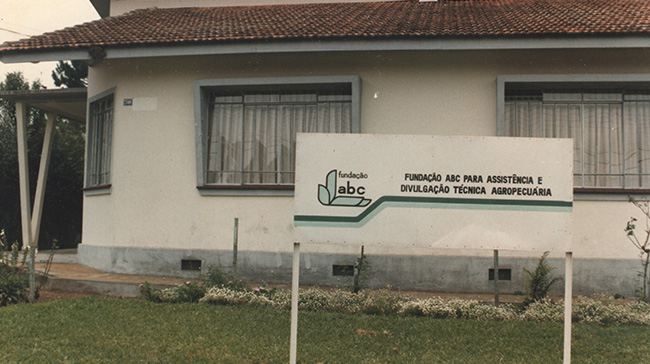 fundação
abc
FUNDAÇÃO ABC PARA ASSISTÊNCIA E
DIVULGAÇÃO TÉCNICA AGROPECUÁRIA